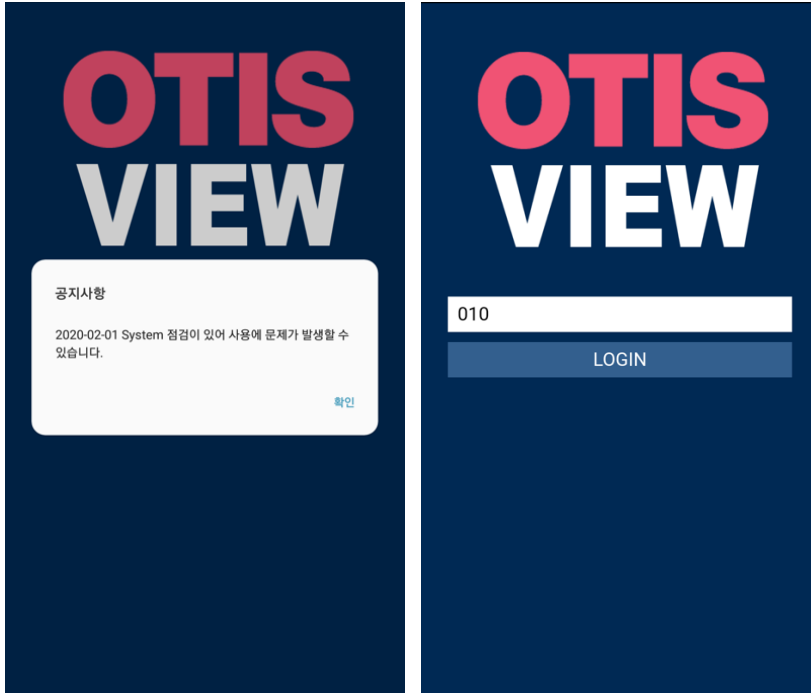 OTIS
VIEW
공지사항
2020-02-01 System 점검이 있어 사용에 문제가 발생할 수
있습니다.
확인
OTIS
VIEW
010
LOGIN